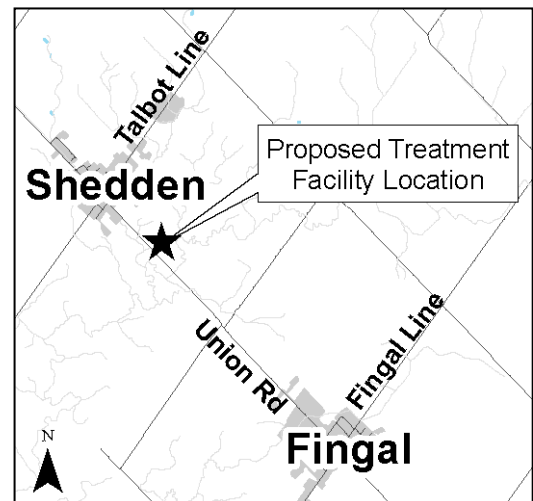 Talbot Line
Proposed Treatment
Facility Location
Shedden
Union Rd
Fingal Line
Fingal
N